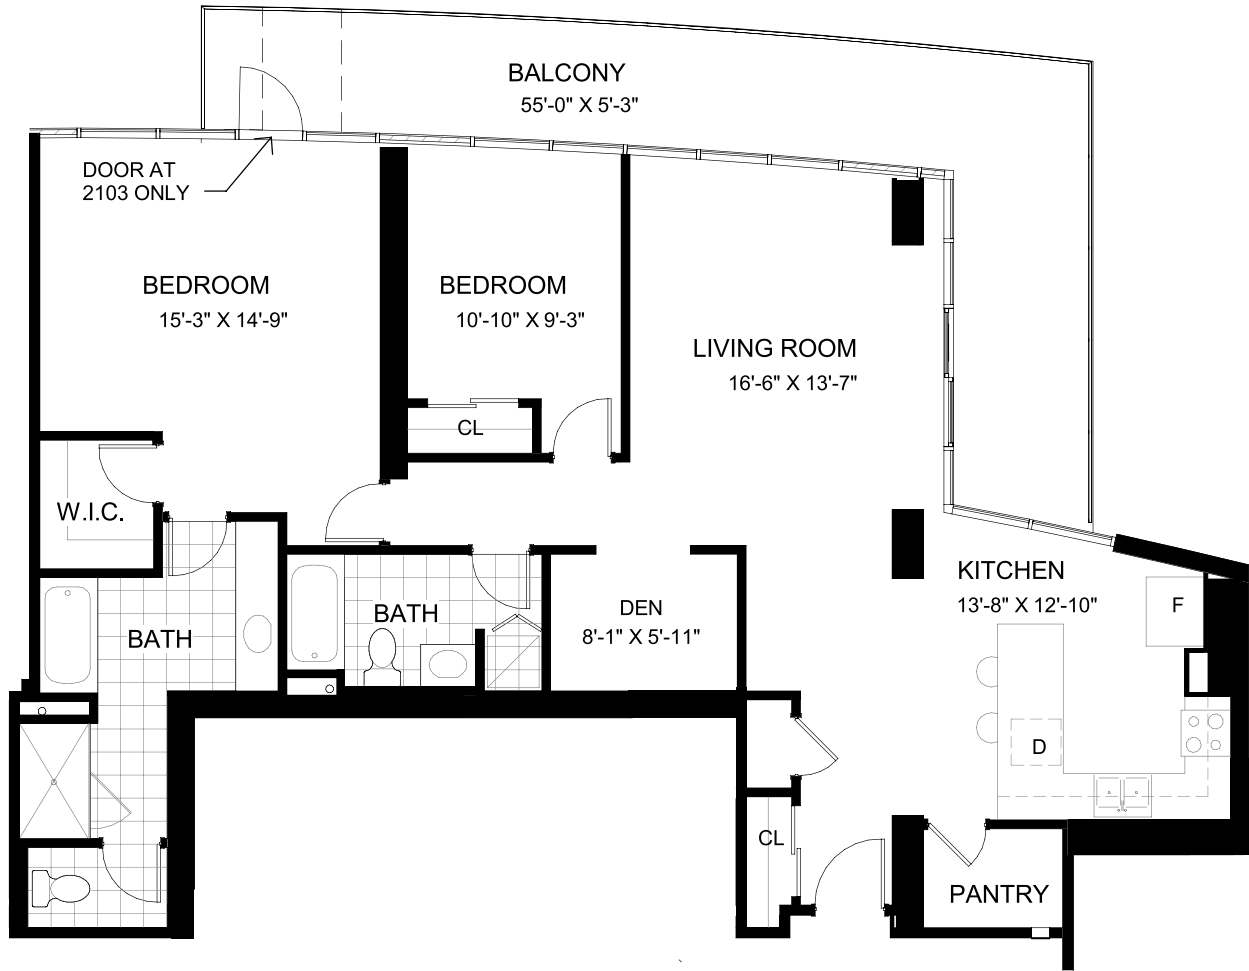 BALCONY
55'-0" X 5'-3"
DOOR AT
2103 ONLY
BEDROOM
15'-3" X 14'-9"
BEDROOM
10'-10" X 9'-3"
LIVING ROOM
16'-6" X 13'-7"
CL
W.I.C.
KITCHEN
13'-8" X 12'-10"
F
BATH
BATH
DEN
8'-1" X 5'-11"
D
CL
PANTRY